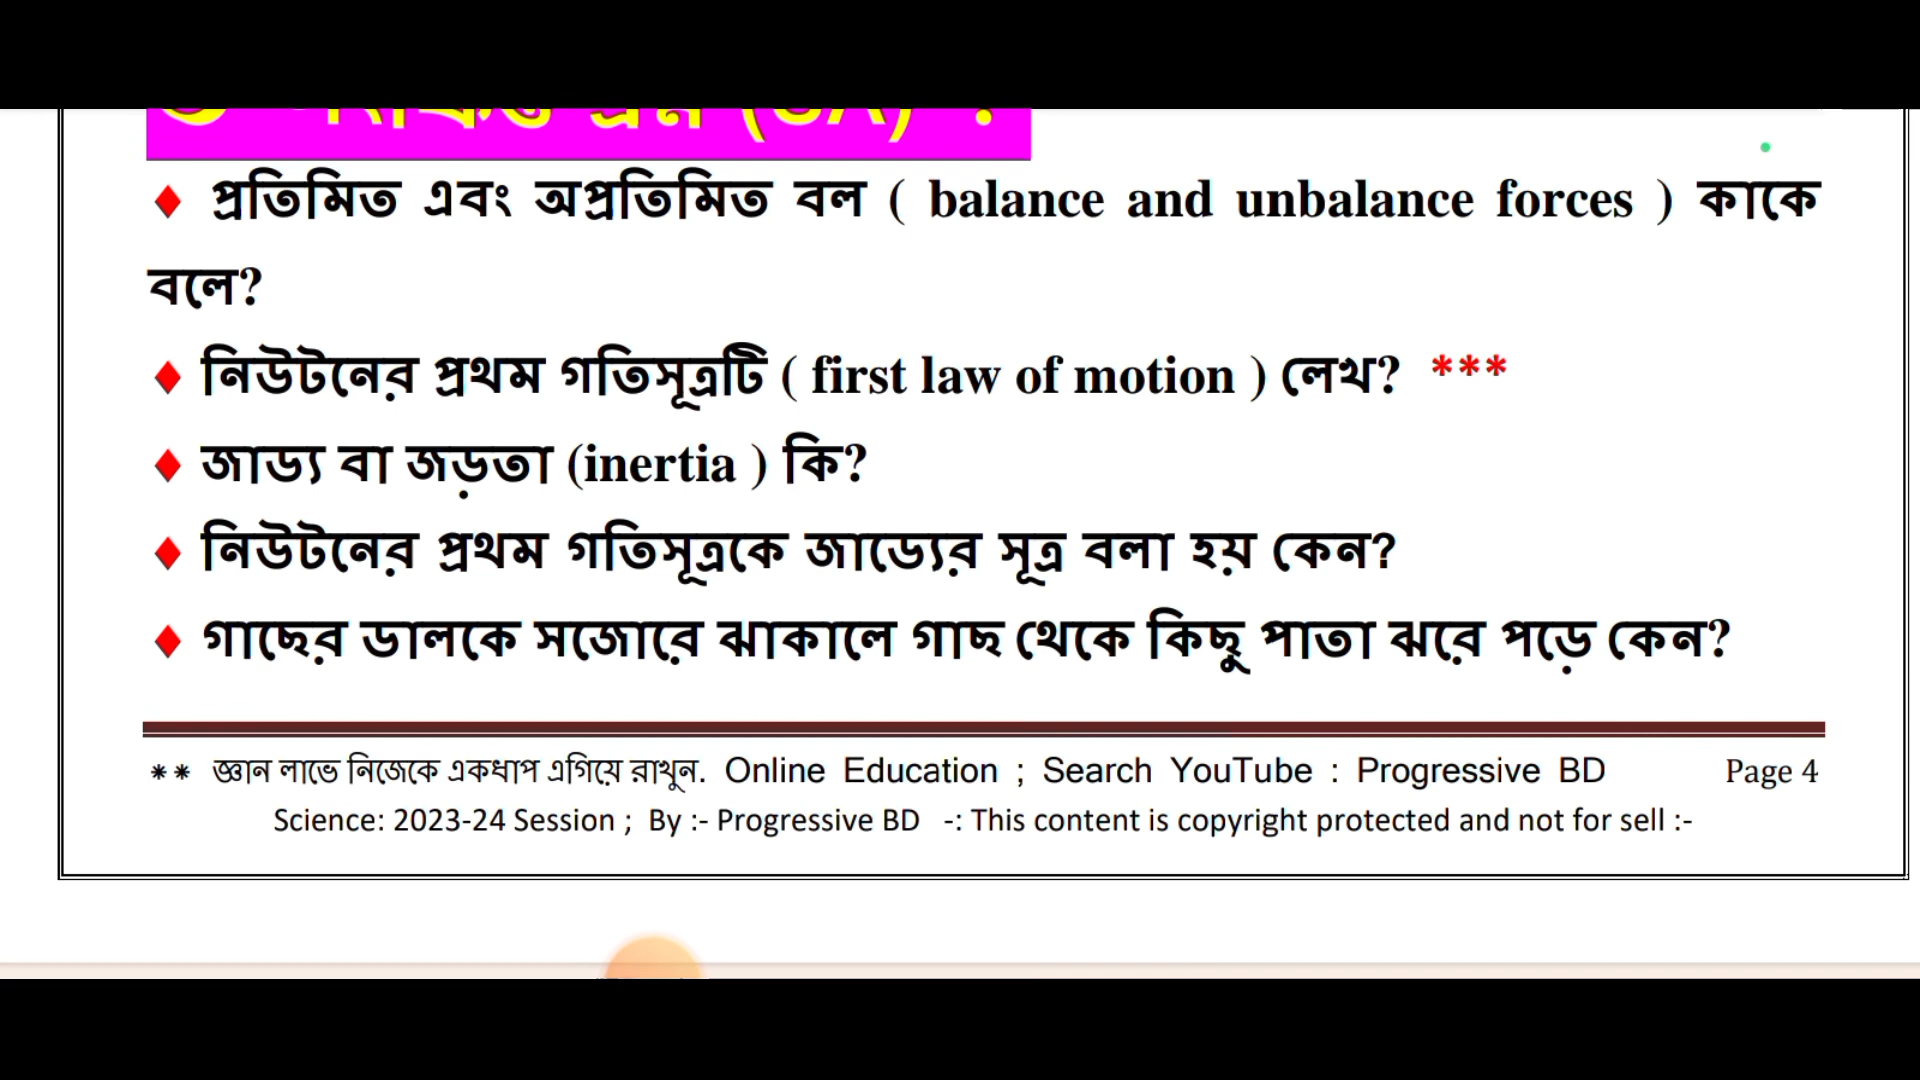 ♦ প্রতিমিত এবং অপ্রতিমিত বল ( balance and unbalance forces ) কাকে
বলে?
♦ নিউটনের প্রথম গতিসূত্রটি ( first law of motion ) লেখ? ***
♦ জাড্য বা জড়তা (inertia ) কি?
♦ নিউটনের প্রথম গতিসূত্রকে জাড্যের সূত্র বলা হয় কেন?
♦ গাছের ডালকে সজোরে ঝাকালে গাছ থেকে কিছু পাতা ঝরে পড়ে কেন?
** জ্ঞান লাভে নিজেকে একধাপ এগিয়ে রাখুন. Online Education ; Search YouTube : Progressive BD Page 4
Science: 2023-24 Session ; By :- Progressive BD -: This content is copyright protected and not for sell :-